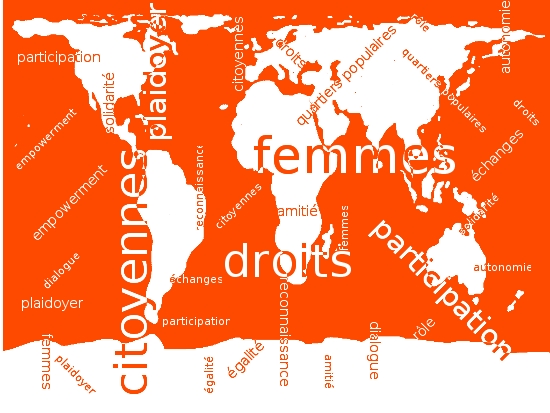 citoyennes
plaidoyer
rôle
autonomie
participation
droits
quartiers populaires
quartiers populaires
solidarité
empowerment
droits
femmes
échanges
reconnaissance
empowerment
citoyennes
amitié
solidarité
femmes
citoyennes
droits
participation
dialogue
échanges
autonomie
plaidoyer
participation
reconnaissance
rôle
femmes
plaidoyer
égalité
égalité
amitié
dialogue